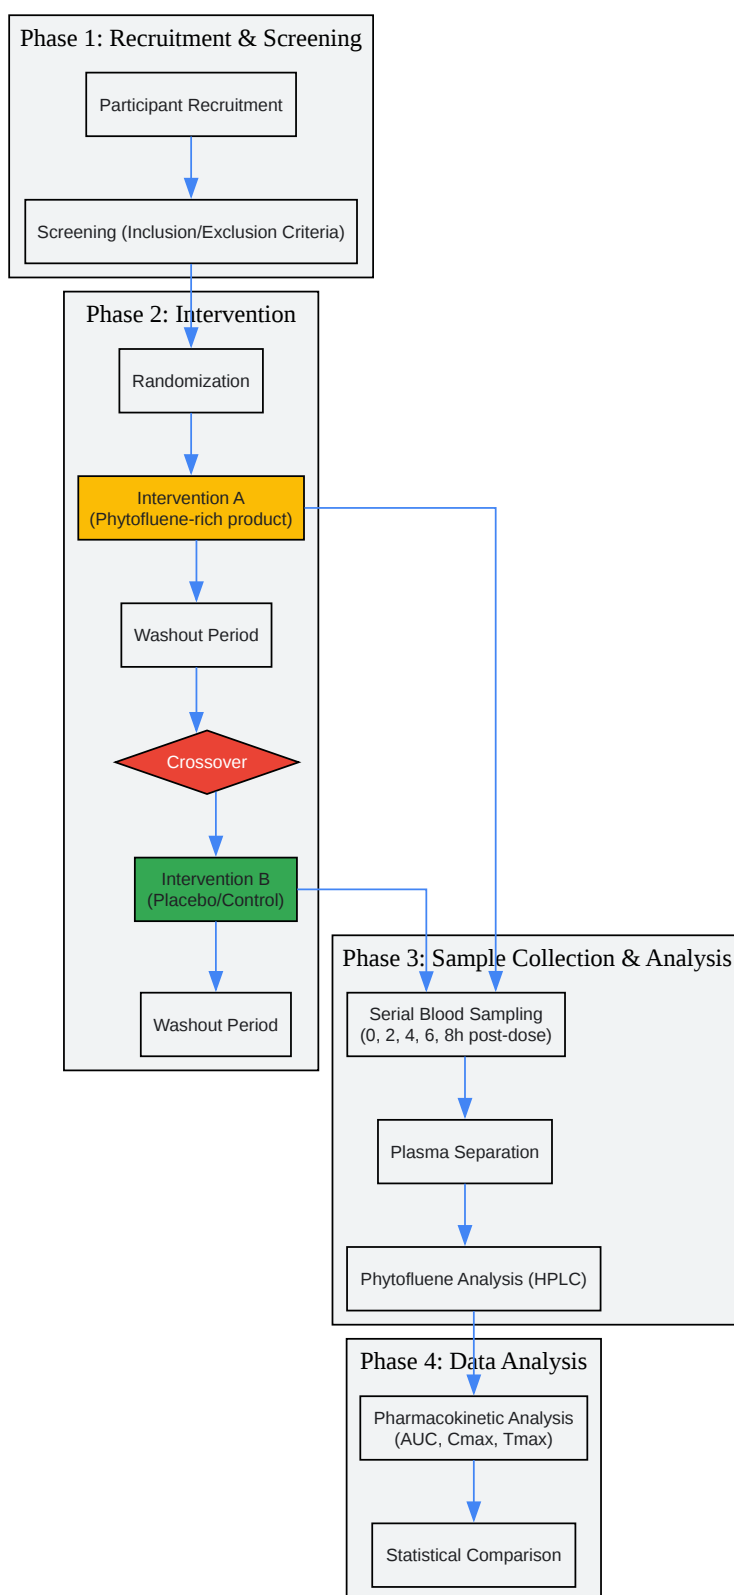 Phase 1: Recruitment & Screening
Participant Recruitment
Screening (Inclusion/Exclusion Criteria)
Phase 2: Intervention
Randomization
Intervention A
(Phytofluene-rich product)
Washout Period
Crossover
Intervention B
(Placebo/Control)
Washout Period
Phase 3: Sample Collection & Analysis
Serial Blood Sampling
(0, 2, 4, 6, 8h post-dose)
Plasma Separation
Phytofluene Analysis (HPLC)
Phase 4: Data Analysis
Pharmacokinetic Analysis
(AUC, Cmax, Tmax)
Statistical Comparison